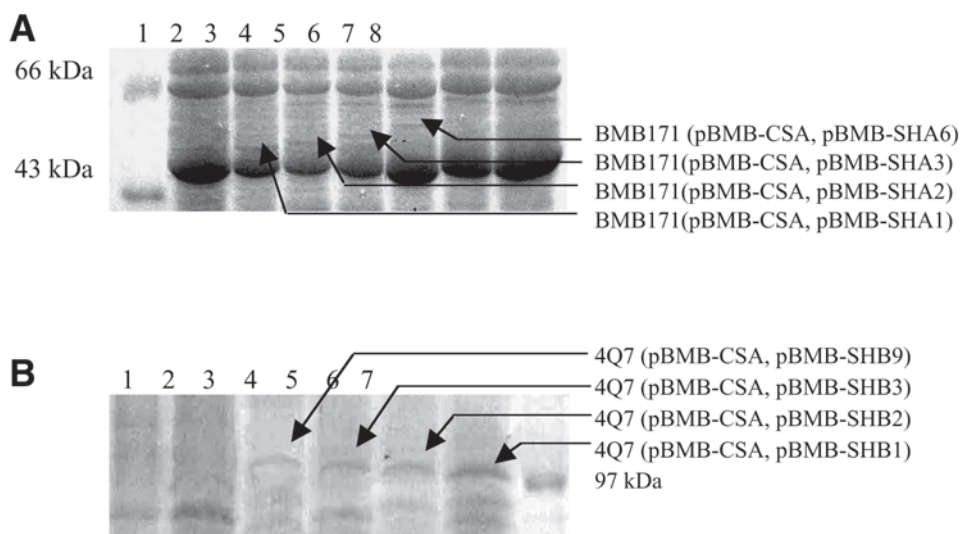 A
1 2 3 4 5 6 7 8
66 kDa
43 kDa
BMB171 (pBMB-CSA, pBMB-SHA6)
BMB171(pBMB-CSA, pBMB-SHA3)
BMB171(pBMB-CSA, pBMB-SHA2)
BMB171(pBMB-CSA, pBMB-SHA1)
B
1 2 3 4 5 6 7
4Q7 (pBMB-CSA, pBMB-SHB9)
4Q7 (pBMB-CSA, pBMB-SHB3)
4Q7 (pBMB-CSA, pBMB-SHB2)
4Q7 (pBMB-CSA, pBMB-SHB1)
97 kDa